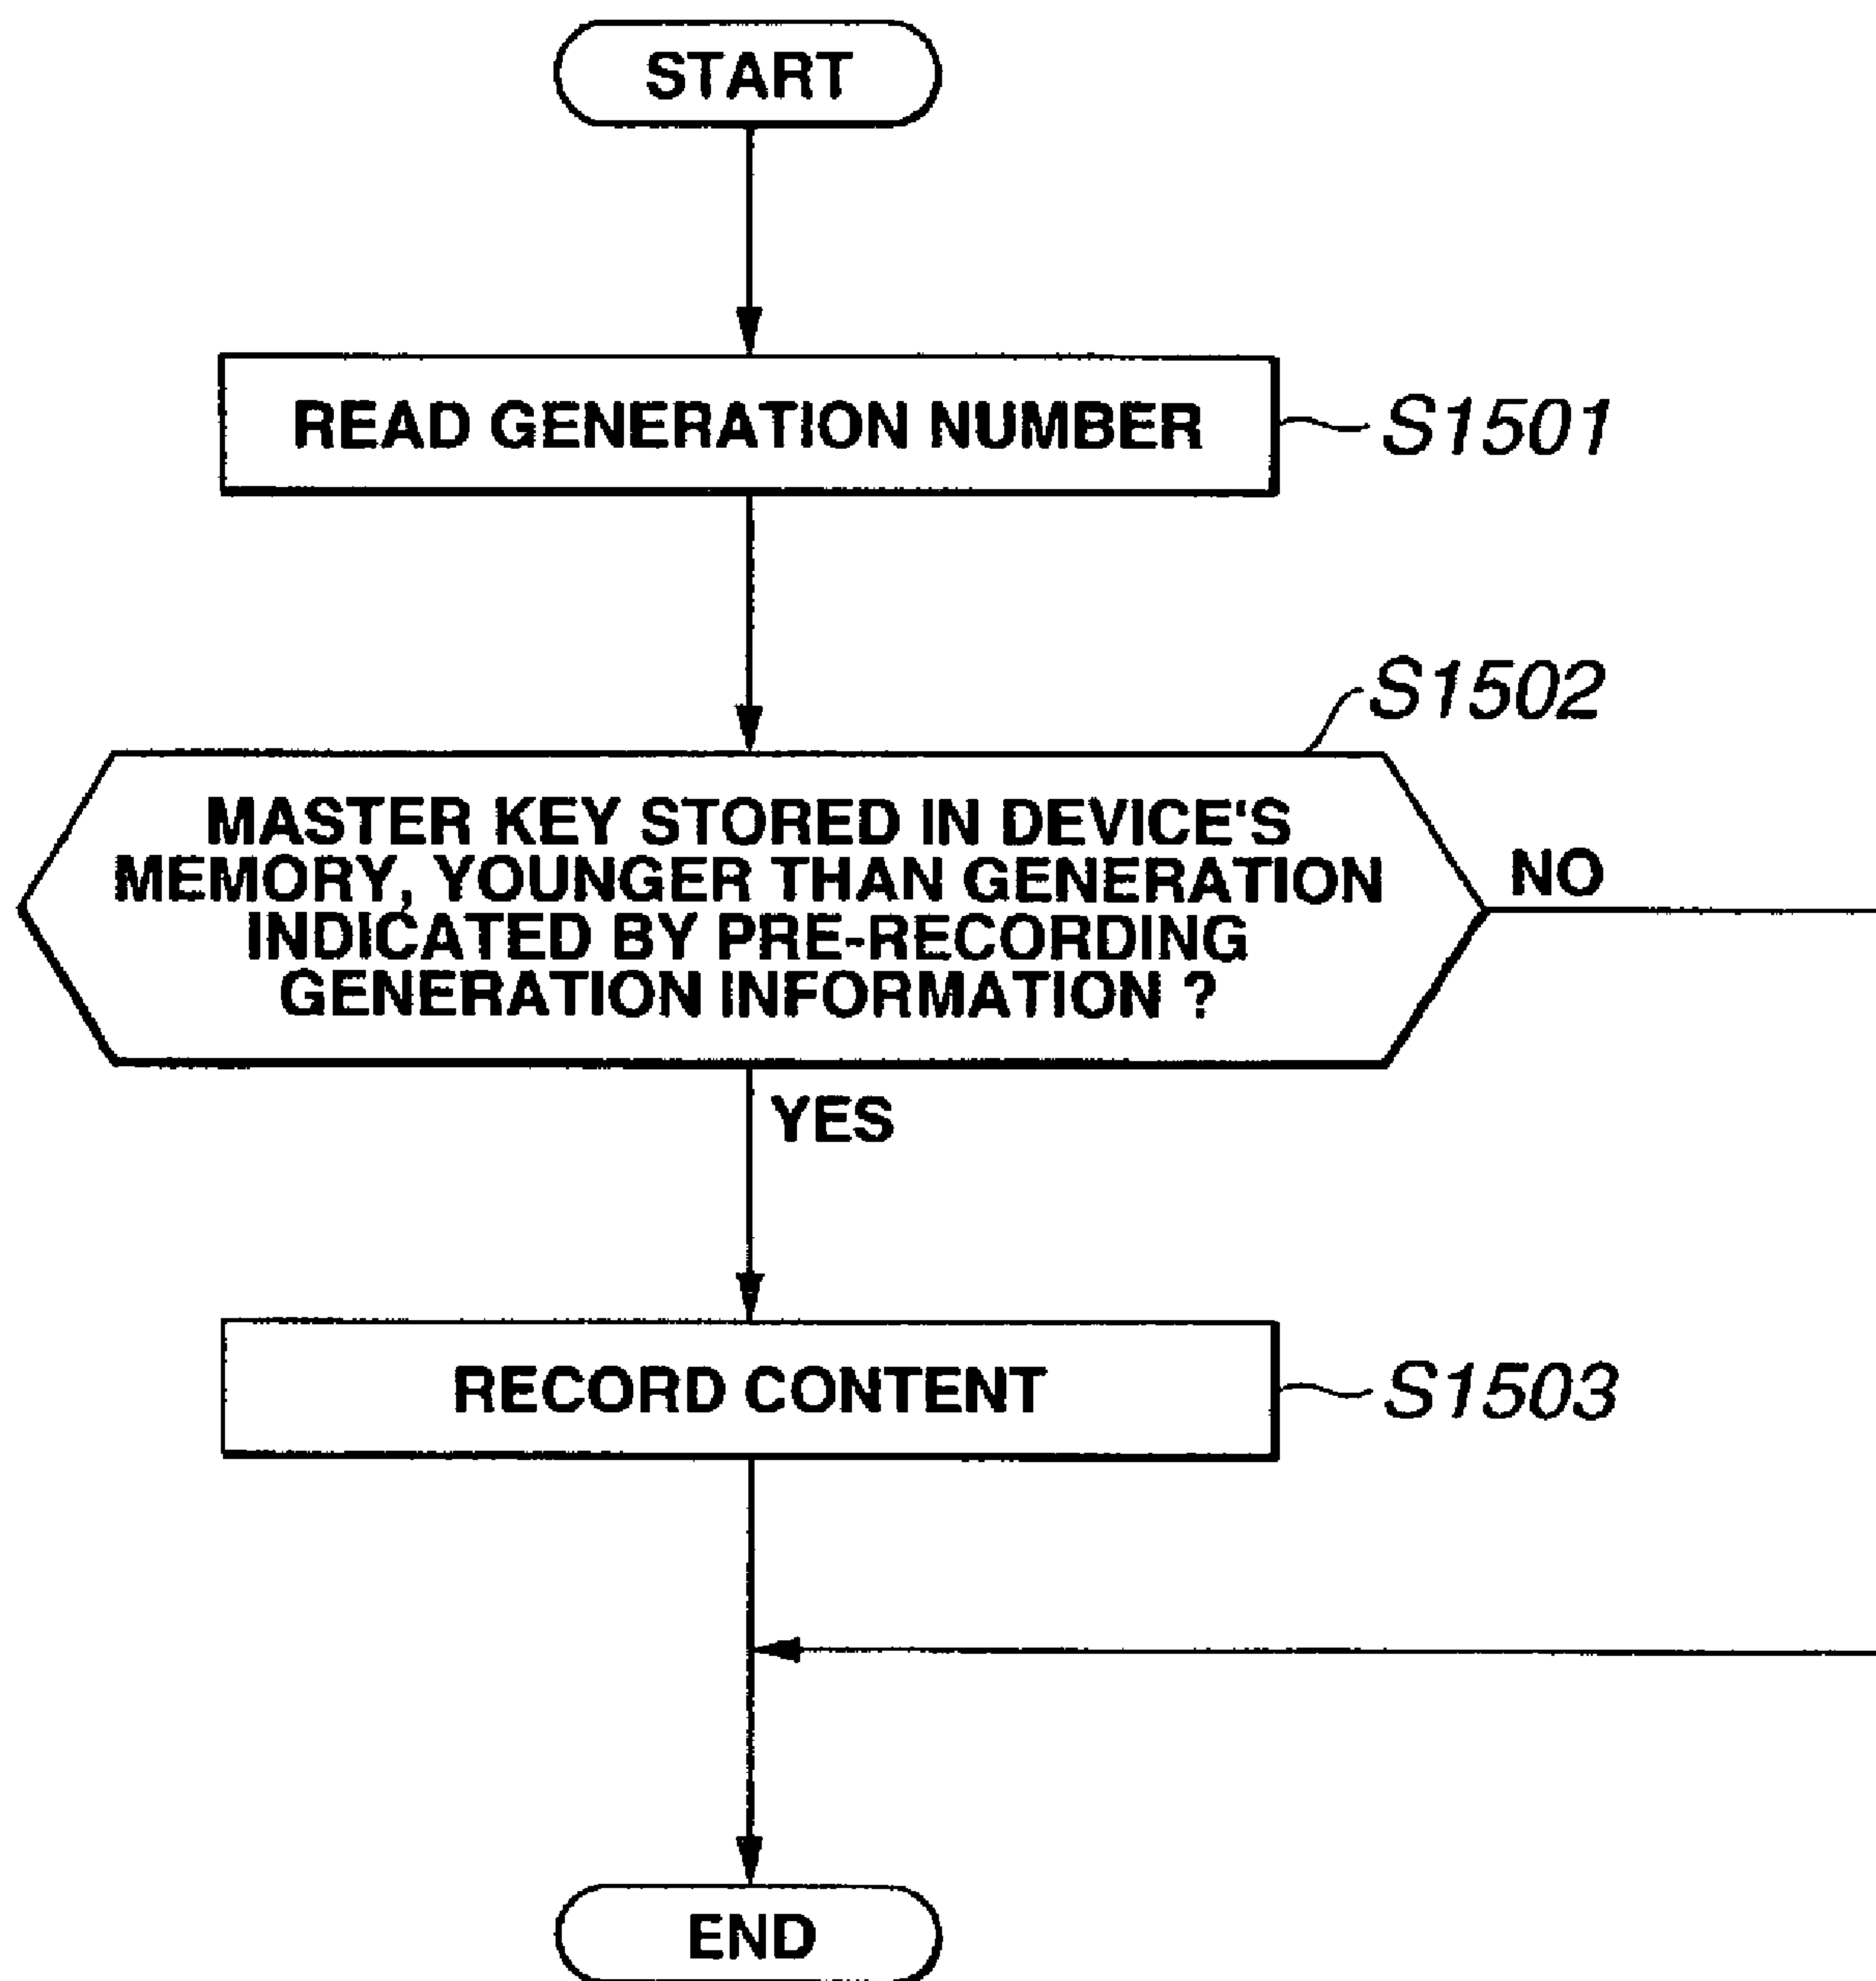 START
READ GENERATION NUMBER
S1501
S1502
MASTER KEY STORED IN DEVICE'S
MEMORY, YOUNGER THAN GENERATION
INDICATED BY PRE-RECORDING
GENERATION INFORMATION ?
NO
YES
RECORD CONTENT
S1503
END